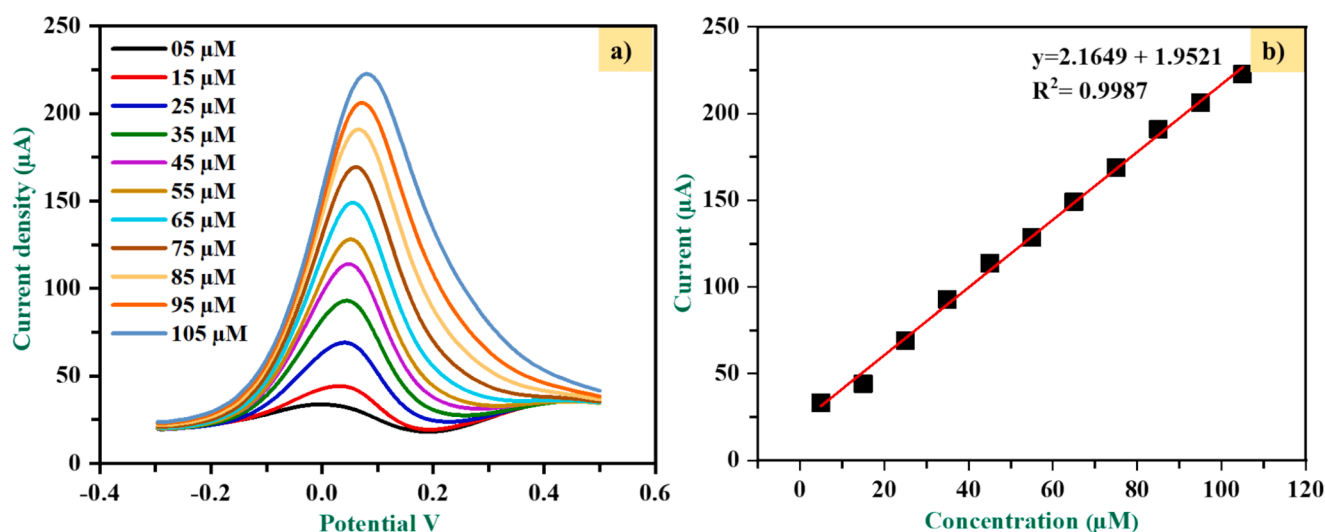 a)
05 µM
15 µM
25 µM
35 µM
45 µM
55 µM
65 µM
75 µM
85 µM
95 µM
105 µM
250
200
150
100
50
0
Current density (µA)
-0.4
-0.2
0.0
0.2
0.4
0.6
Potential V
b)
y=2.1649 + 1.9521
R²= 0.9987
250
200
150
100
50
0
Current (µA)
0
20
40
60
80
100
120
Concentration (µM)